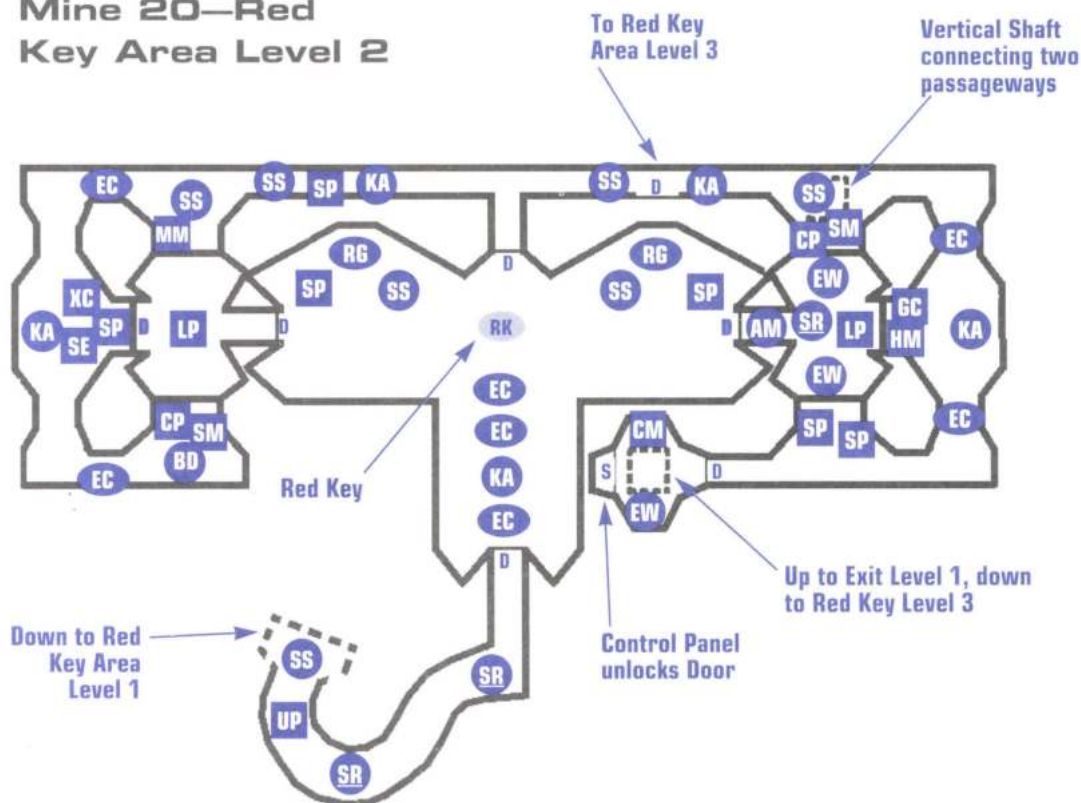 Mine 20—Red
Key Area Level 2
To Red Key
Area Level 3
Vertical Shaft
connecting two
passageways
EC
SS
SS
SP
KA
SS
D
KA
SS
MM
CP
SM
EC
RG
D
RG
EW
SP
SS
SS
SP
XC
GC
KA
SP
D
LP
D
RK
D
AM
SR
LP
KA
SE
HM
EW
EC
CP
SM
EC
CM
SP
SP
EC
BD
EC
Red Key
KA
S
D
EC
EW
D
Up to Exit Level 1, down
to Red Key Level 3
Down to Red
Key Area
Level 1
SS
Control Panel
unlocks Door
SR
UP
SR